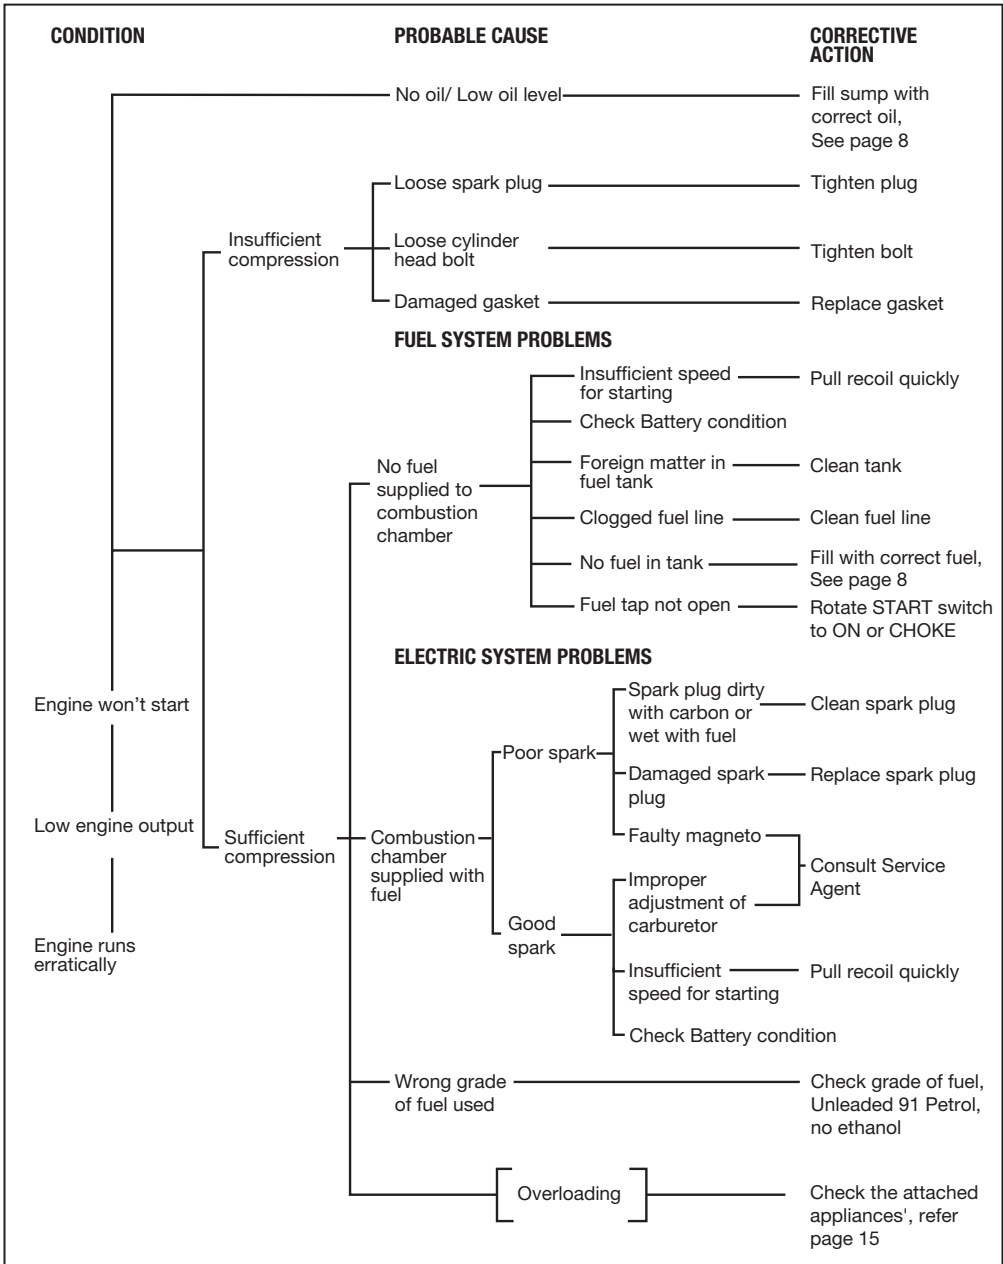 CONDITION
PROBABLE CAUSE
CORRECTIVE
ACTION
No oil/ Low oil level
Fill sump with
correct oil,
See page 8
Insufficient
compression
Loose spark plug
Tighten plug
Loose cylinder
head bolt
Tighten bolt
Damaged gasket
Replace gasket
FUEL SYSTEM PROBLEMS
No fuel
supplied to
combustion
chamber
Insufficient speed
for starting
Pull recoil quickly
Check Battery condition
Foreign matter in
fuel tank
Clean tank
Clogged fuel line
Clean fuel line
No fuel in tank
Fill with correct fuel,
See page 8
Fuel tap not open
Rotate START switch
to ON or CHOKE
ELECTRIC SYSTEM PROBLEMS
Engine won't start
Low engine output
Engine runs
erratically
Sufficient
compression
Combustion
chamber
supplied with
fuel
Poor spark
Spark plug dirty
with carbon or
wet with fuel
Clean spark plug
Damaged spark
plug
Replace spark plug
Faulty magneto
Consult Service
Agent
Good
spark
Improper
adjustment of
carburetor
Insufficient
speed for starting
Pull recoil quickly
Check Battery condition
Wrong grade
of fuel used
Check grade of fuel,
Unleaded 91 Petrol,
no ethanol
Overloading
Check the attached
appliances', refer
page 15